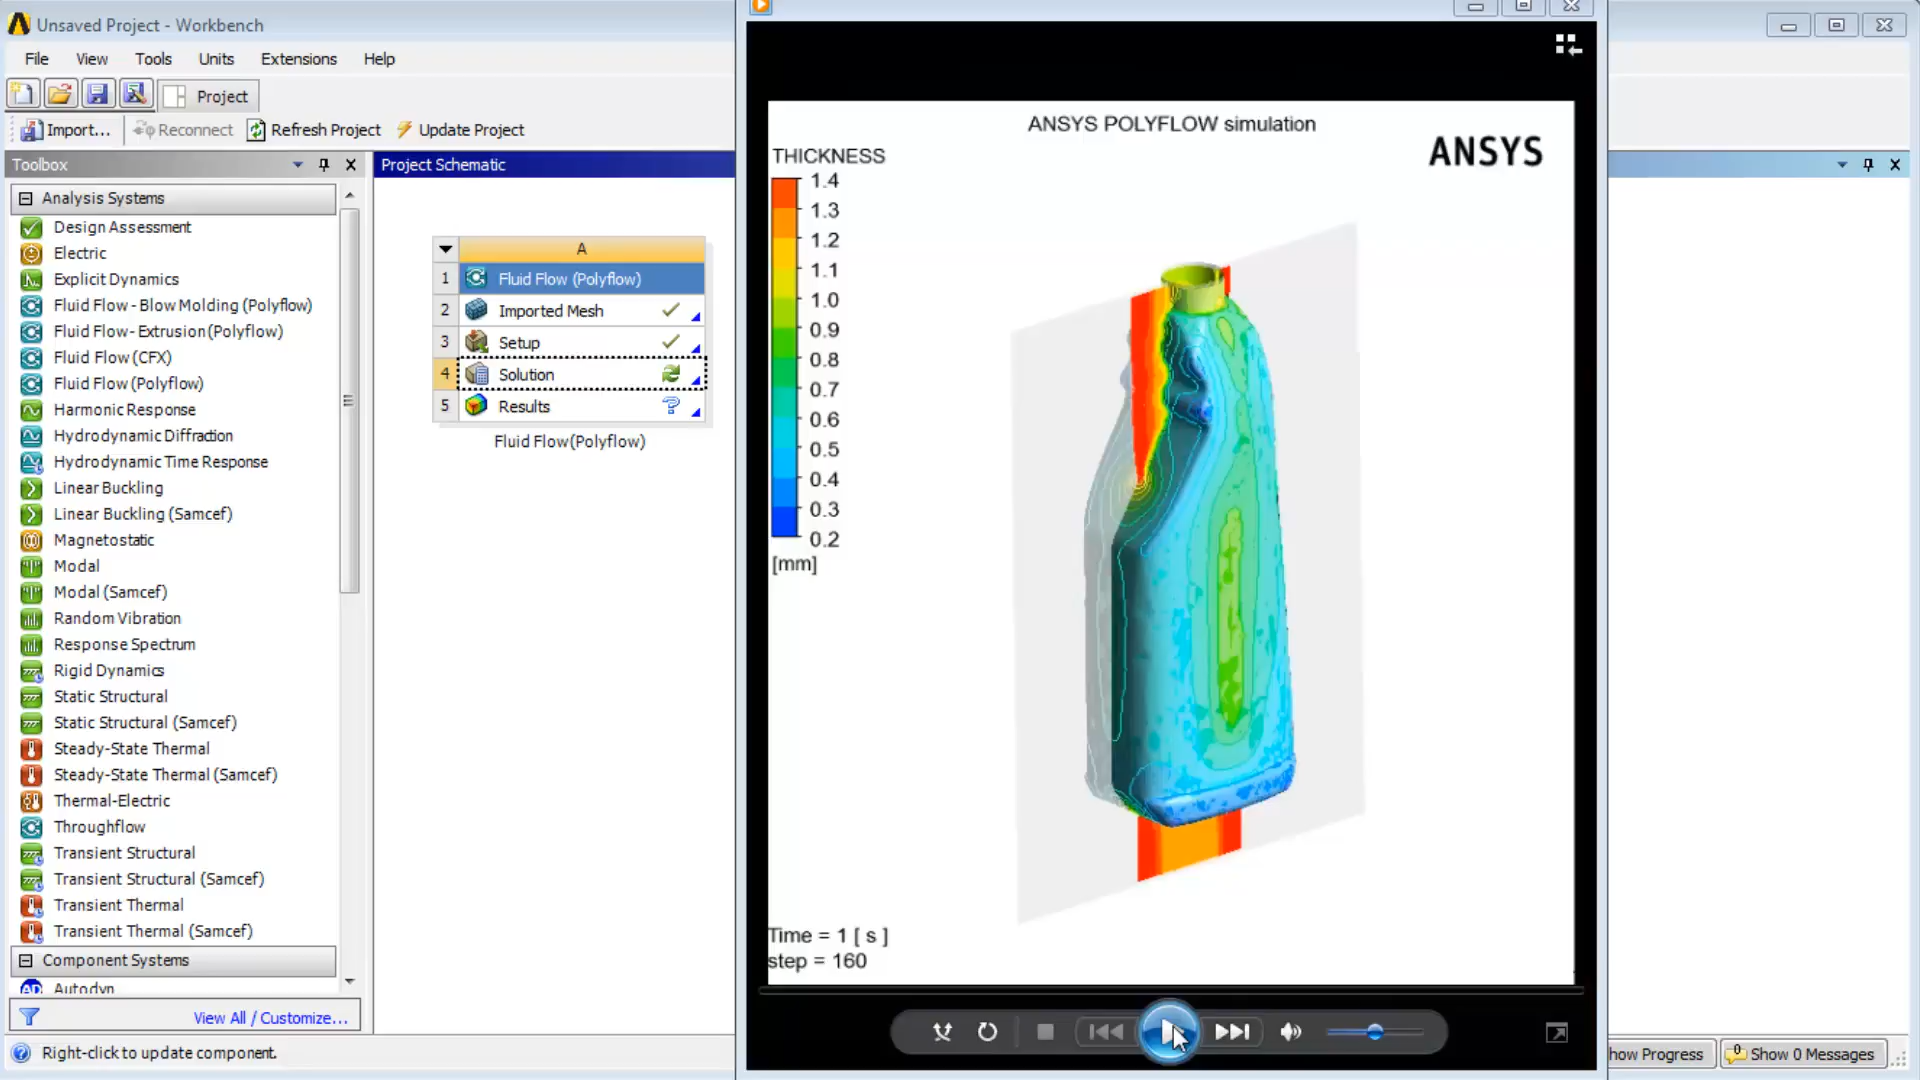 Unsaved Project - Workbench
File View Tools Units Extensions Help
Project
Import... Reconnect Refresh Project Update Project
Toolbox
Analysis Systems
Design Assessment
Electric
Explicit Dynamics
Fluid Flow - Blow Molding (Polyflow)
Fluid Flow- Extrusion(Polyflow)
Fluid Flow (CFX)
Fluid Flow (Polyflow)
Harmonic Response
Hydrodynamic Diffraction
Hydrodynamic Time Response
Linear Buckling
Linear Buckling (Samcef)
Magnetostatic
Modal
Modal (Samcef)
Random Vibration
Response Spectrum
Rigid Dynamics
Static Structural
Static Structural (Samcef)
Steady-State Thermal
Steady-State Thermal (Samcef)
Thermal-Electric
Throughflow
Transient Structural
Transient Structural (Samcef)
Transient Thermal
Transient Thermal (Samcef)
Component Systems
Autodyn
View All / Customize...
Right-click to update component.
Project Schematic
A
1 Fluid Flow (Polyflow)
2 Imported Mesh
3 Setup
4 Solution
5 Results
Fluid Flow(Polyflow)
ANSYS POLYFLOW simulation
ANSYS
THICKNESS
1.4
1.3
1.2
1.1
1.0
0.9
0.8
0.7
0.6
0.5
0.4
0.3
0.2
[mm]
Time = 1 [ s ]
step = 160
how Progress
Show 0 Messages